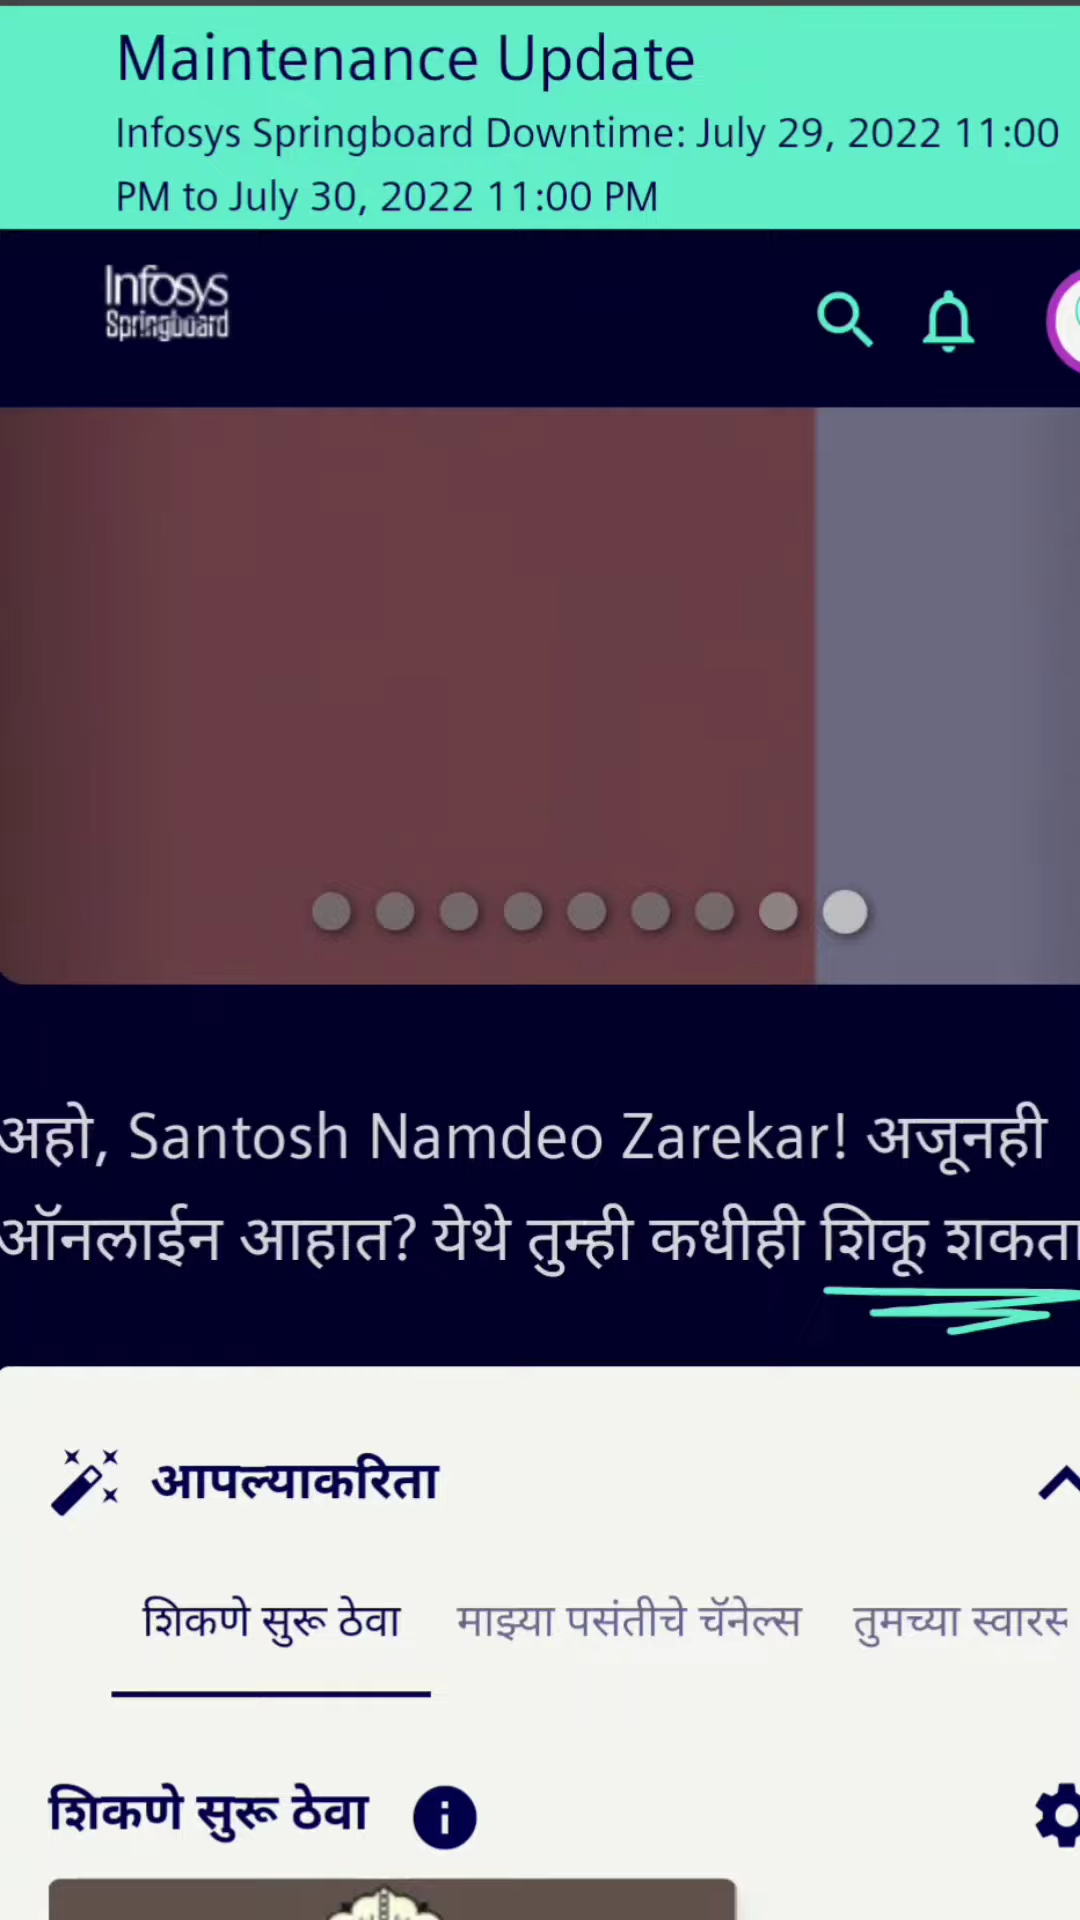 Maintenance Update
Infosys Springboard Downtime: July 29, 2022 11:00
PM to July 30, 2022 11:00 PM
Infosys
Springboard
अहो, Santosh Namdeo Zarekar! अजूनही
ऑनलाईन आहात? येथे तुम्ही कधीही शिकू शकता
आपल्याकरिता
शिकणे सुरू ठेवा माझ्या पसंतीचे चॅनेल्स तुमच्या
शिकणे सुरू ठेवा